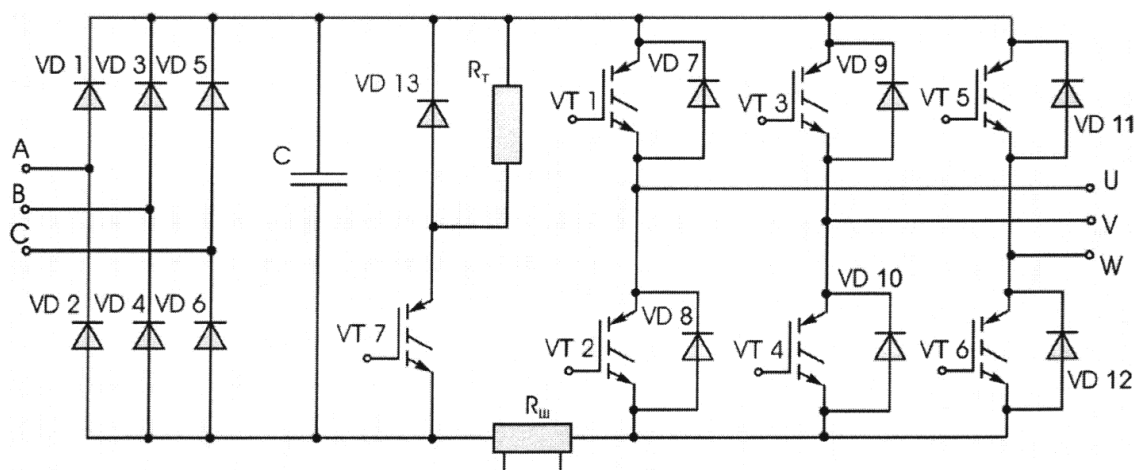 VD 1 VD 3 VD 5
VD 13
Rт
VT 1
VD 7
VT 3
VD 9
VT 5
VD 11
A
B
C
C
U
V
W
VD 2 VD 4 VD 6
VT 7
VT 2
VD 8
VT 4
VD 10
VT 6
VD 12
Rш